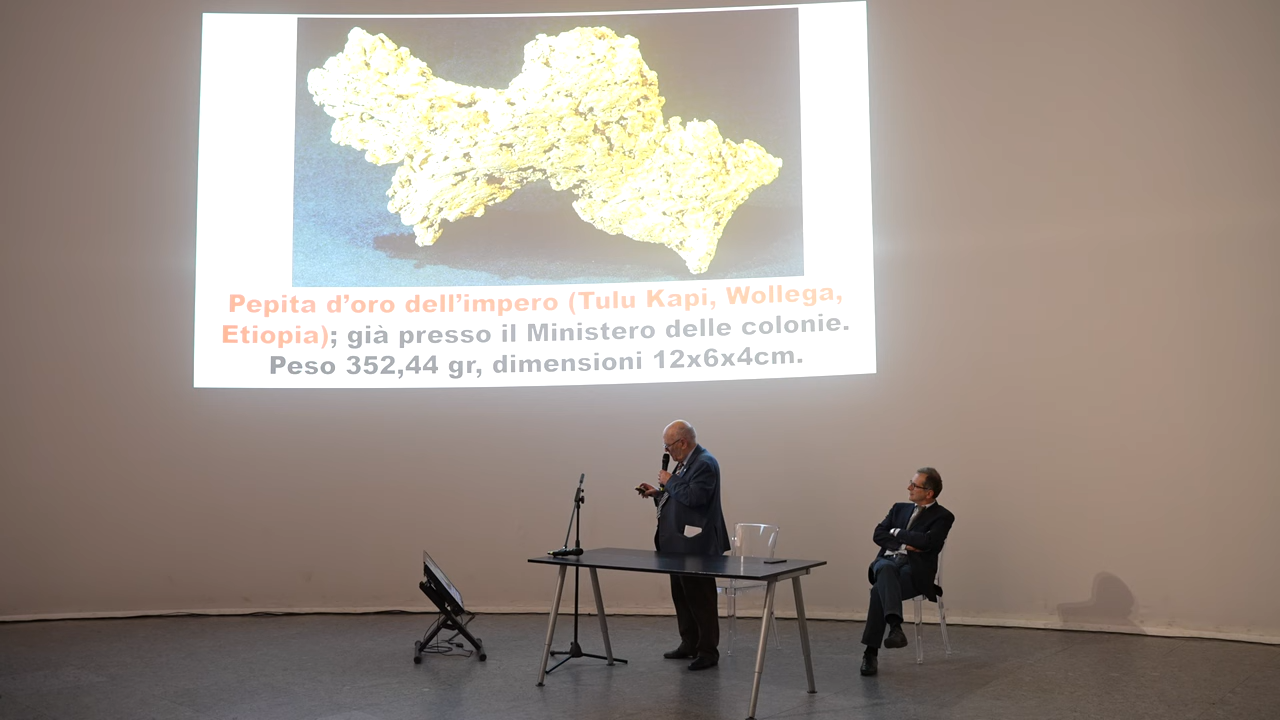 Pepita d’oro dell’impero (Tulu Kapi, Wollega,
Etiopia); già presso il Ministero delle colonie.
Peso 352,44 gr, dimensioni 12x6x4cm.